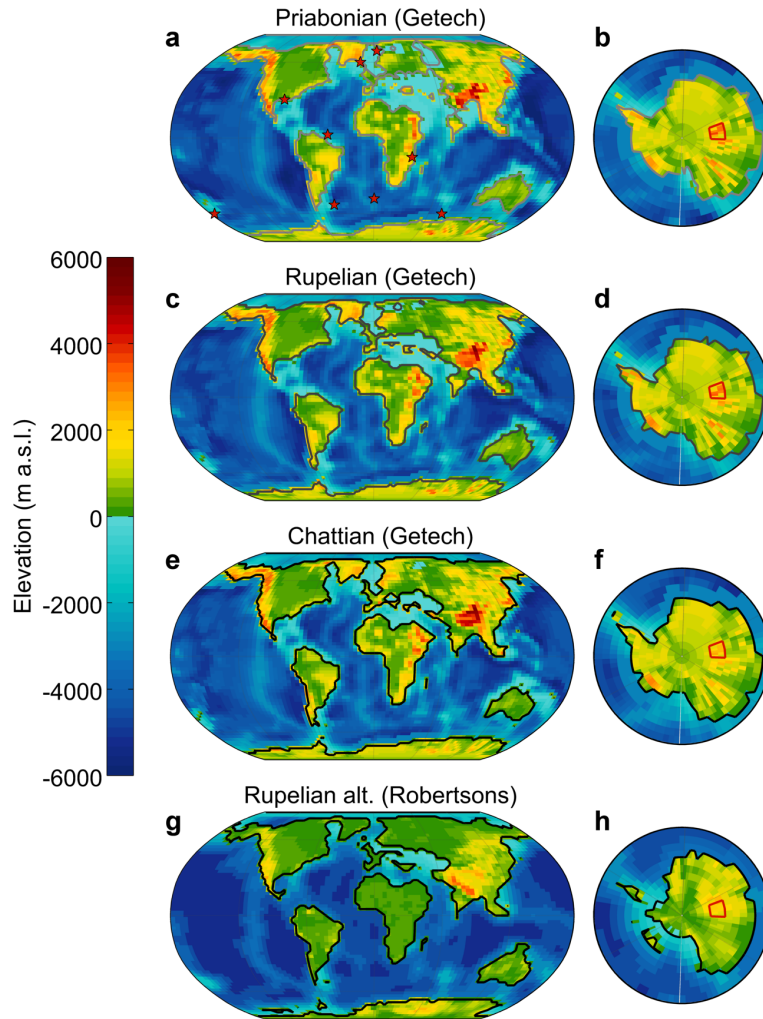 Priabonian (Getech)
a
b
Rupelian (Getech)
c
d
Elevation (m a.s.l.)
6000
4000
2000
0
-2000
-4000
-6000
Chattian (Getech)
e
f
Rupelian alt. (Robertsons)
g
h